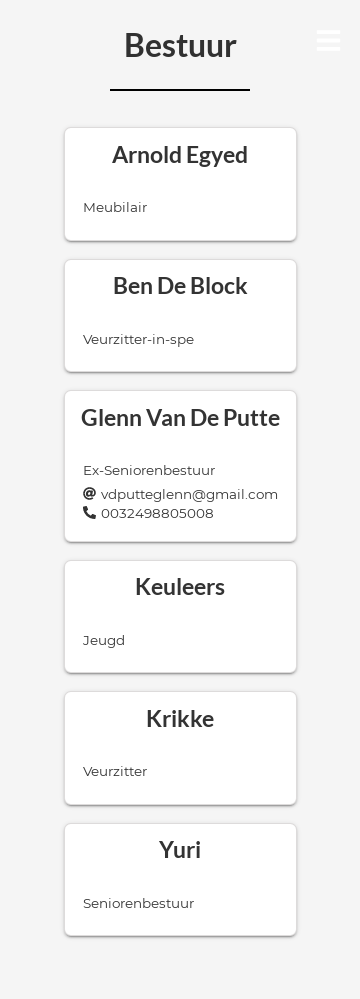 Bestuur
Arnold Egyed
Meubilair
Ben De Block
Veurzitter-in-spe
Glenn Van De Putte
Ex-Seniorenbestuur
vdputteglenn@gmail.com
0032498805008
Keuleers
Jeugd
Krikke
Veurzitter
Yuri
Seniorenbestuur